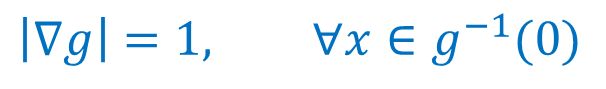 |∇g| = 1, ∀x ∈ g⁻¹(0)